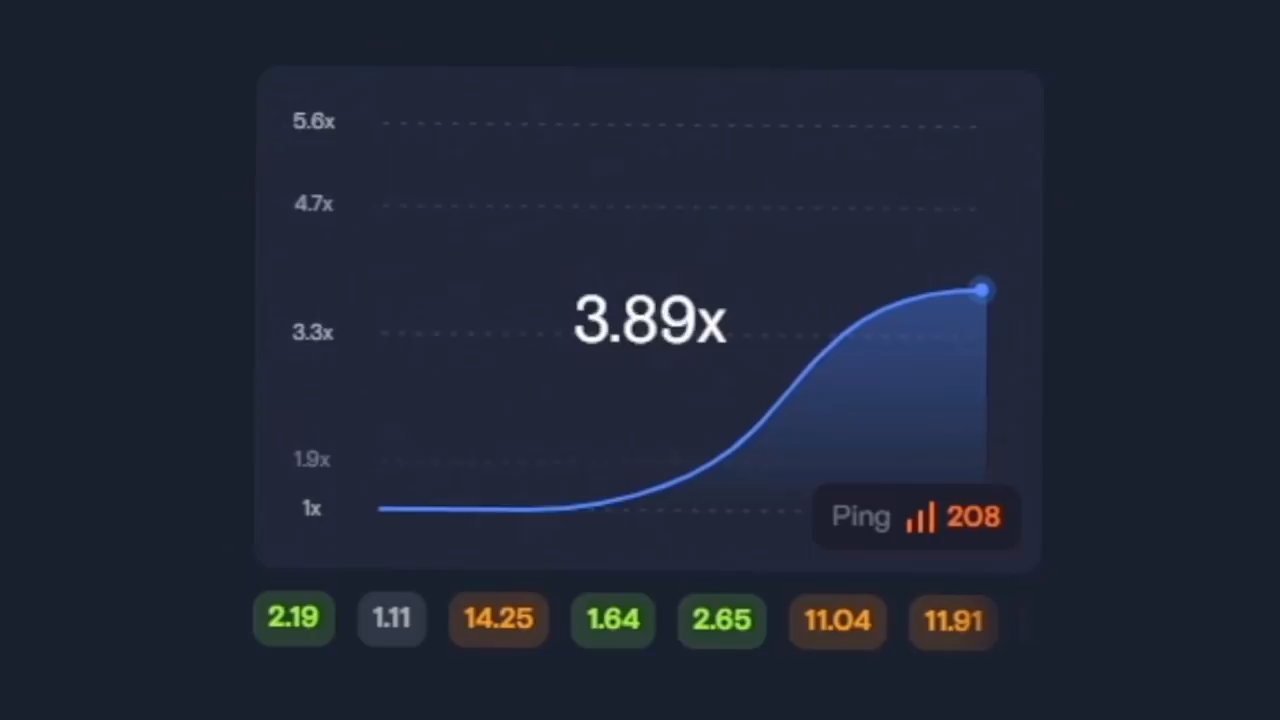 5.6x
4.7x
3.89x
3.3x
1.9x
1x
Ping 208
2.19 1.11 14.25 1.64 2.65 11.04 11.91